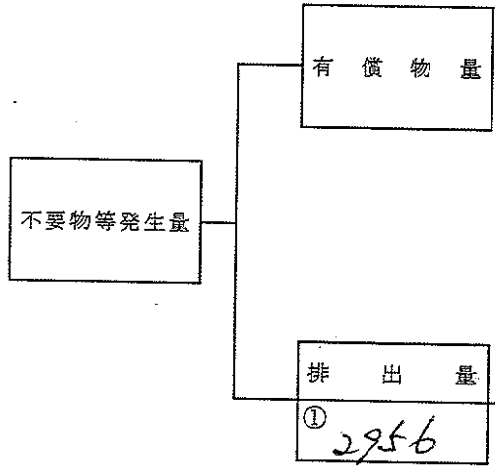 有償物量
不要物等発生量
排出量
①
2956